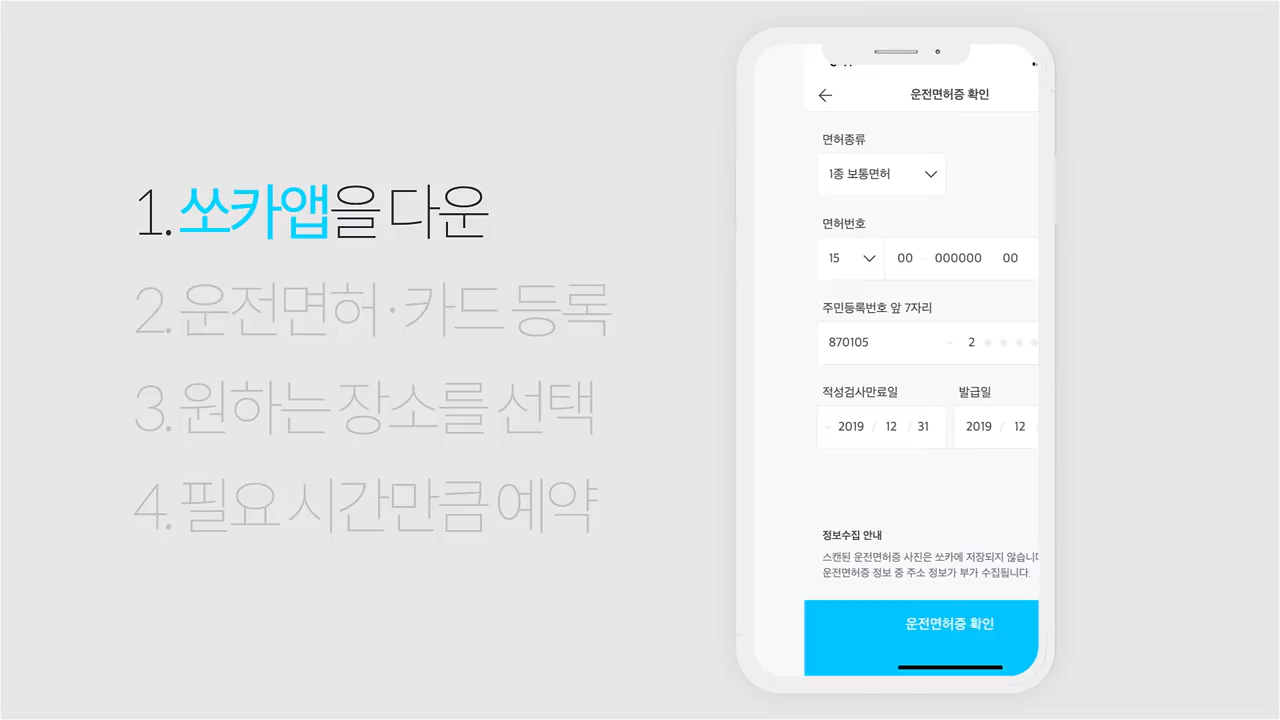 1. 쏘카앱을 다운
2. 운전면허·카드 등록
3. 원하는 장소를 선택
4. 필요 시간만큼 예약
운전면허증 확인
면허종류
1종 보통면허
면허번호
15 00 – 000000 00
주민등록번호 앞 7자리
870105 – 2
적성검사만료일 발급일
~ 2019 / 12 / 31 2019 / 12
정보수집 안내
스캔된 운전면허증 사진은 쏘카에 저장되지 않습니다
운전면허증 정보 중 주소 정보가 부가 수집됩니다.
운전면허증 확인